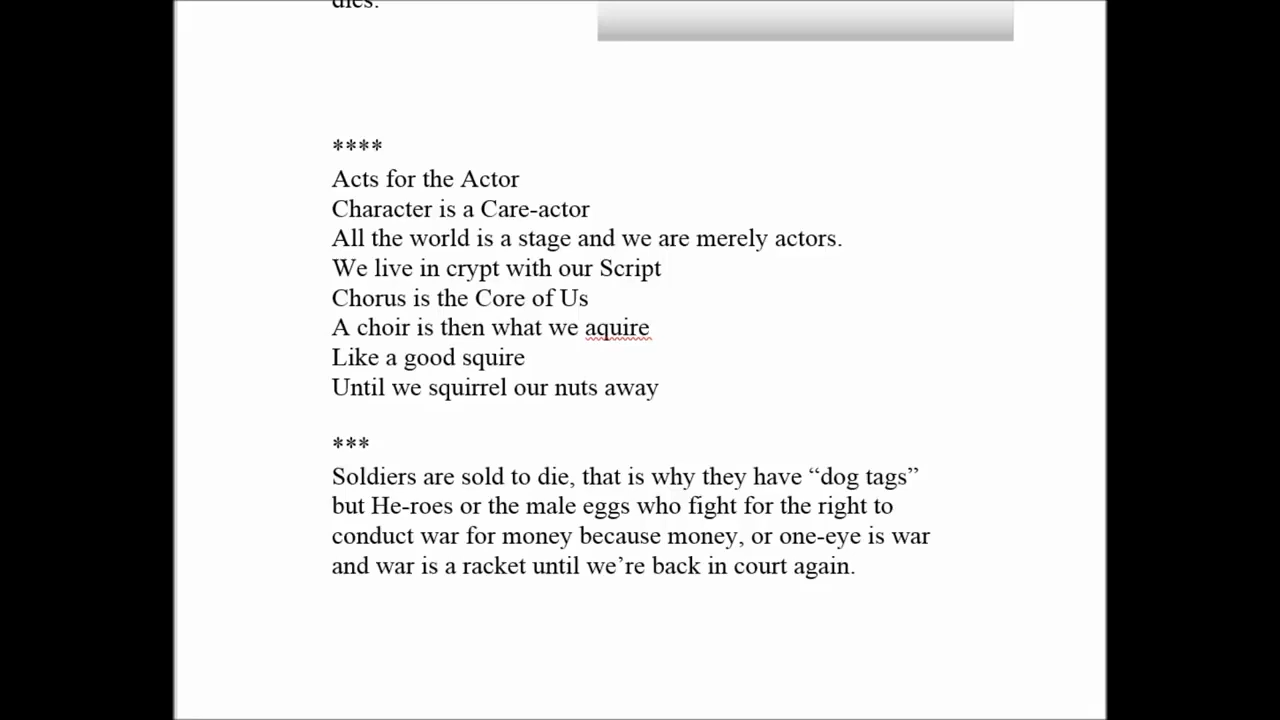 dies.
****
Acts for the Actor
Character is a Care-actor
All the world is a stage and we are merely actors.
We live in crypt with our Script
Chorus is the Core of Us
A choir is then what we aquire
Like a good squire
Until we squirrel our nuts away
***
Soldiers are sold to die, that is why they have “dog tags”
but He-roes or the male eggs who fight for the right to
conduct war for money because money, or one-eye is war
and war is a racket until we’re back in court again.